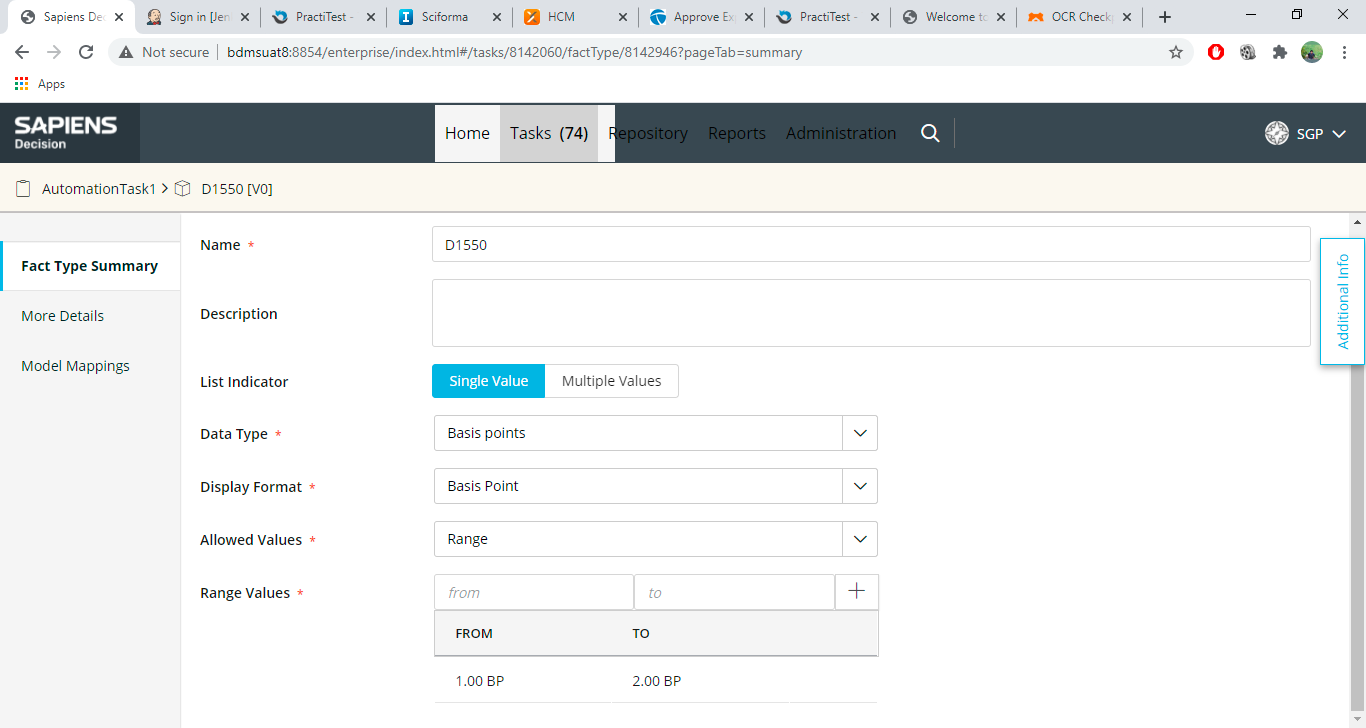 Sapiens Dec
Sign in [Jen
PractiTest -
Sciforma
HCM
Approve Ex
PractiTest -
Welcome to
OCR Check
Not secure
bdmsuat8:8854/enterprise/index.html#/tasks/8142060/factType/8142946?pageTab=summary
Apps
SAPIENS
Decision
Home
Tasks (74)
Repository
Reports
Administration
SGP
AutomationTask1
D1550 [V0]
Fact Type Summary
More Details
Model Mappings
Name *
D1550
Description
List Indicator
Single Value
Multiple Values
Data Type *
Basis points
Display Format *
Basis Point
Allowed Values *
Range
Range Values *
from
to
FROM
TO
1.00 BP
2.00 BP
Additional Info